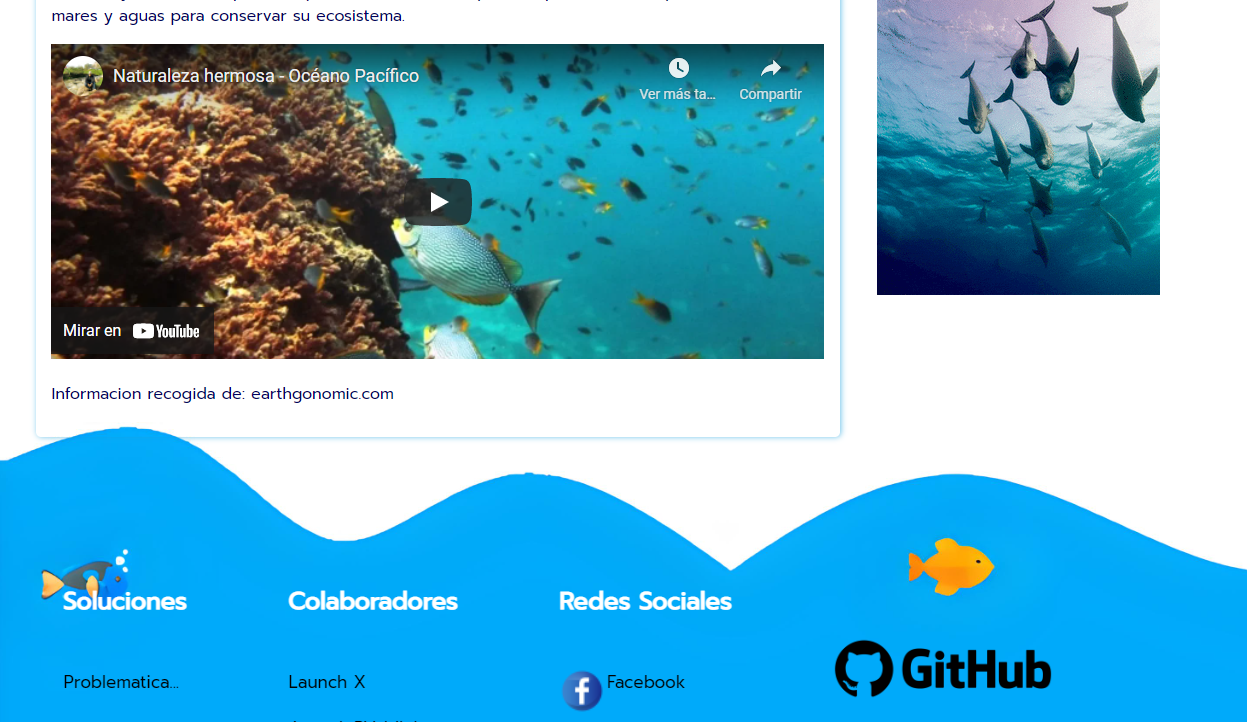 mares y aguas para conservar su ecosistema.
Naturaleza hermosa - Océano Pacífico
Ver más ta...
Compartir
Mirar en YouTube
Informacion recogida de: earthgonomic.com
Soluciones
Colaboradores
Redes Sociales
Problematica...
Launch X
Facebook
GitHub